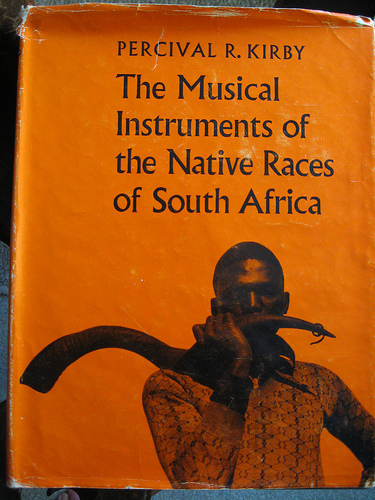 PERCIVAL R. KIRBY
The Musical
Instruments of
the Native Races
of South Africa